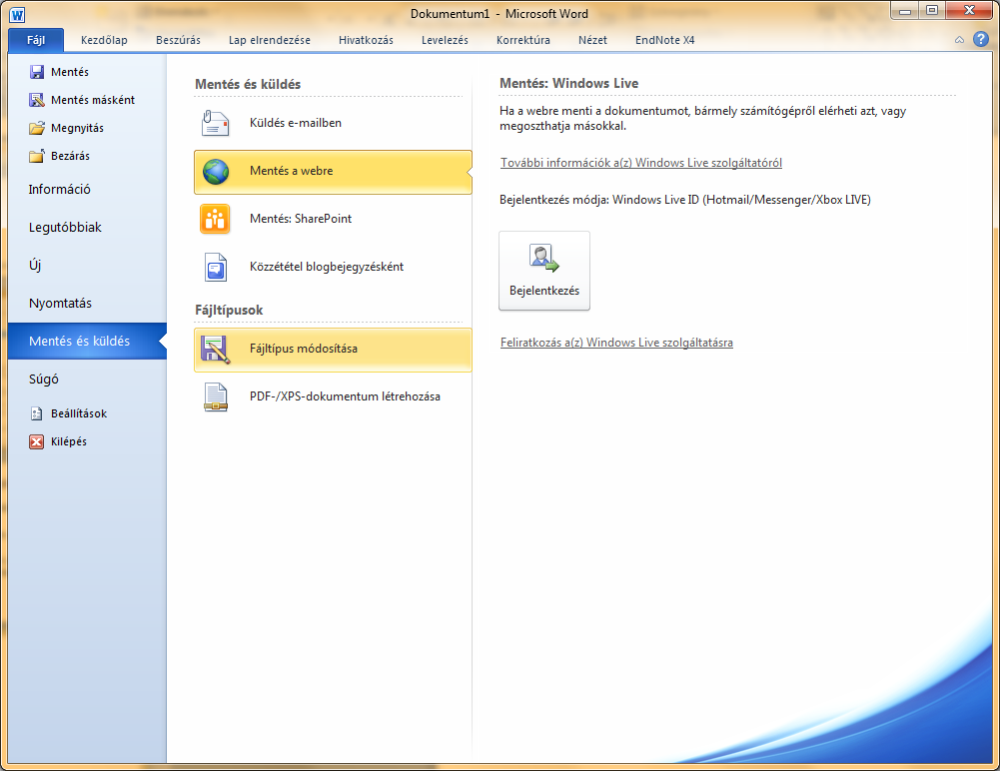 Dokumentum1 - Microsoft Word
Fájl Kezdőlap Beszúrás Lap elrendezése Hivatkozás Levelezés Korrektúra Nézet EndNote X4
Mentés
Mentés másként
Megnyitás
Bezárás
Információ
Legutóbbiak
Új
Nyomtatás
Mentés és küldés
Súgó
Beállítások
Kilépés
Mentés és küldés
Küldés e-mailben
Mentés a webre
Mentés: SharePoint
Közzététel blogbejegyzésként
Fájltípusok
Fájltípus módosítása
PDF-/XPS-dokumentum létrehozása
Mentés: Windows Live
Ha a webre menti a dokumentumot, bármely számítógépről elérheti azt, vagy
megoszthatja másokkal.
További információk a(z) Windows Live szolgáltatóról
Bejelentkezés módja: Windows Live ID (Hotmail/Messenger/Xbox LIVE)
Bejelentkezés
Feliratkozás a(z) Windows Live szolgáltatásra